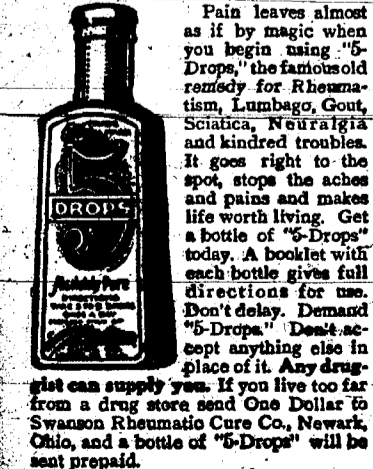 5
DROPS
Pain leaves almost
as if by magic when
you begin using "5-
Drops," the famous old
remedy for Rheuma-
tism, Lumbago, Gout,
Sciatica, Neuralgia
and kindred troubles.
It goes right to the
spot, stops the aches
and pains and makes
life worth living. Get
a bottle of "5-Drops"
today. A booklet with
each bottle gives full
directions for use.
Don't delay. Demand
"5-Drops." Don't ac-
cept anything else in
place of it. Any drug-
gist can supply you. If you live too far
from a drug store send One Dollar to
Swanson Rheumatic Cure Co., Newark,
Ohio, and a bottle of "5-Drops" will be
sent prepaid.